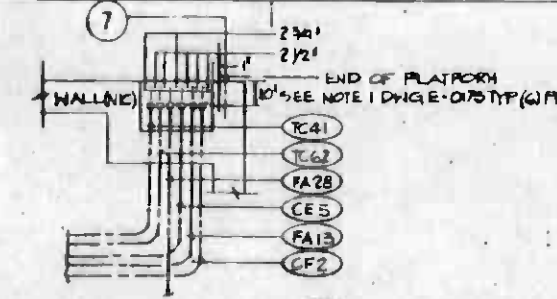 7
2 3/4"
2 1/2"
1"
END OF PLATFORM
WALL(NIC)
10" SEE NOTE 1 DWG E-0175 TYP (6) PL
TC41
TC62
FA28
CE5
FA13
CF2